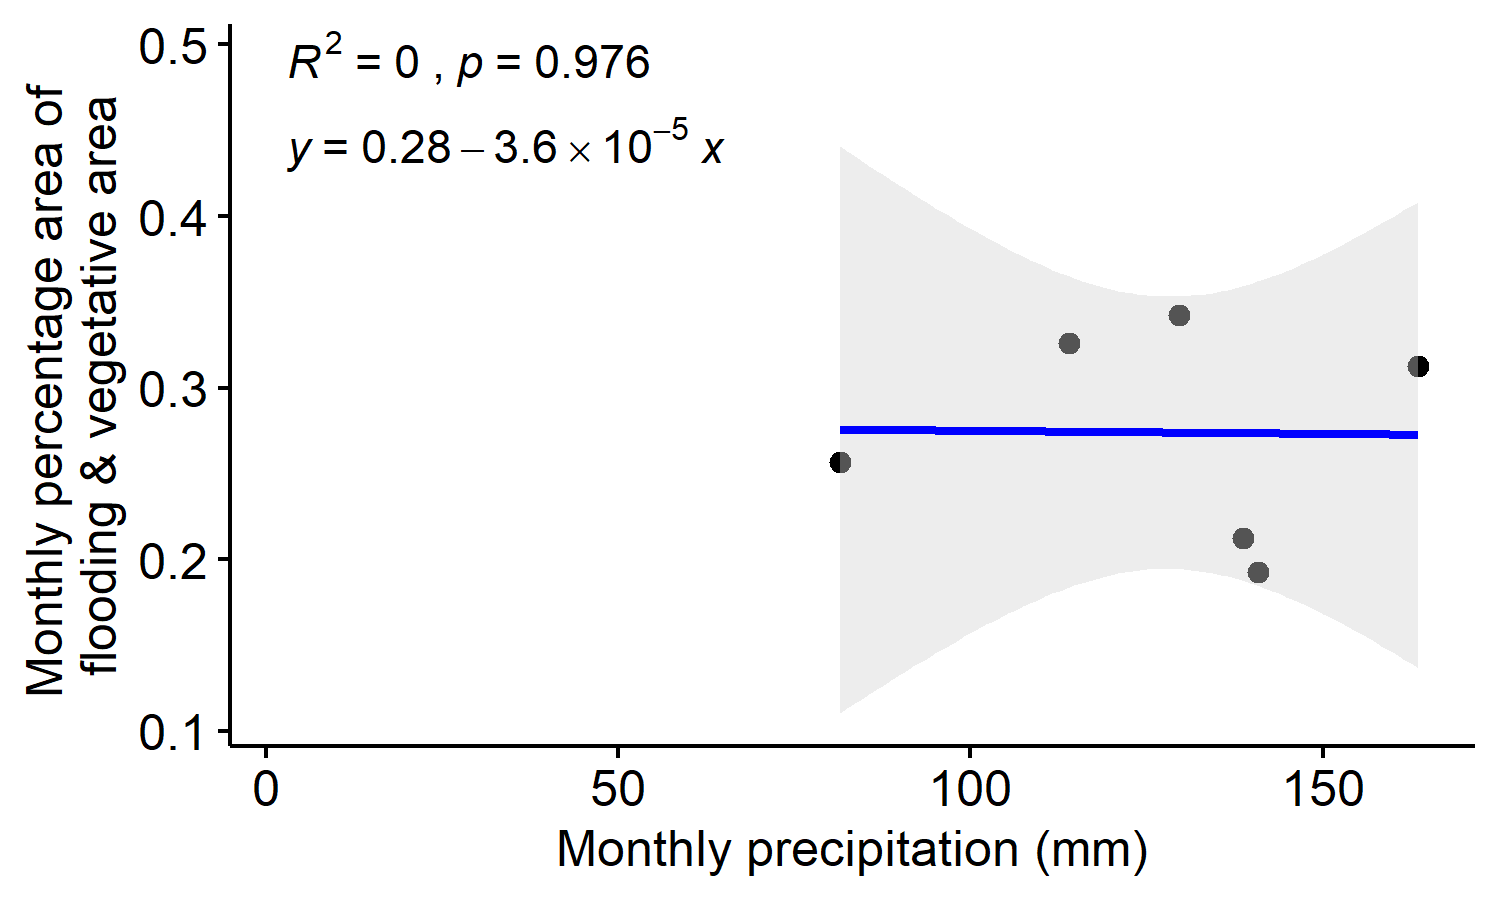 R² = 0 , p = 0.976
y = 0.28 − 3.6 × 10⁻⁵ x
Monthly percentage area of
flooding & vegetative area
0.5
0.4
0.3
0.2
0.1
0 50 100 150
Monthly precipitation (mm)